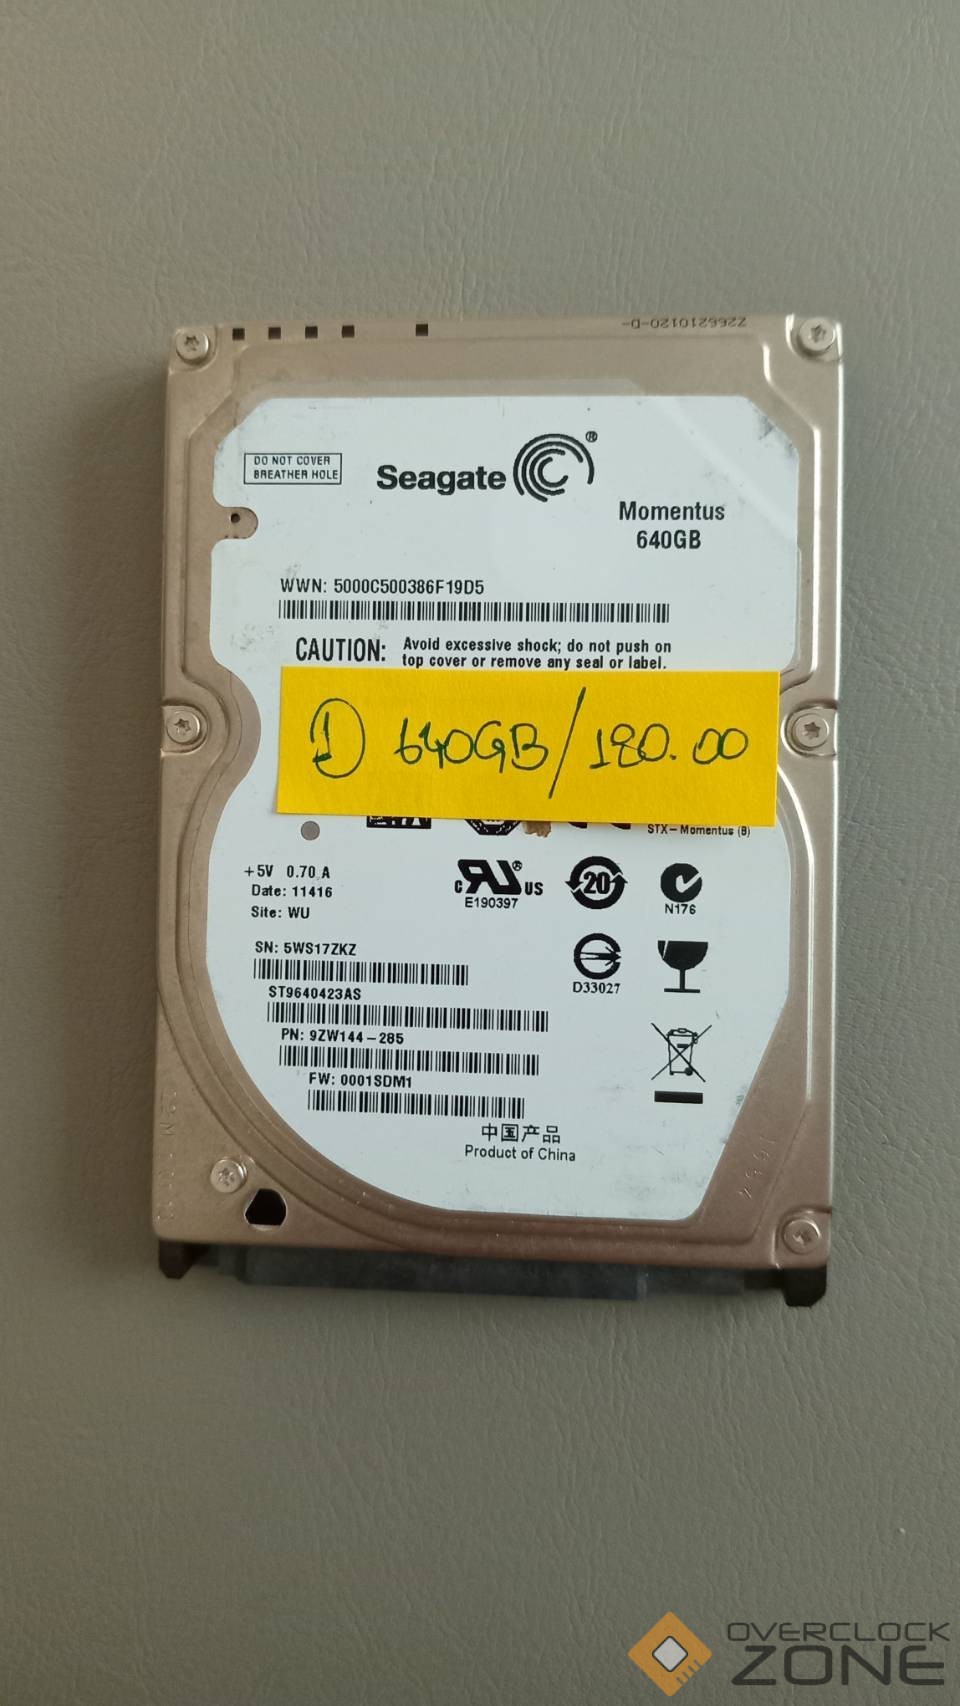 Z266210120-D-
DO NOT COVER
BREATHER HOLE
Seagate®
Momentus
640GB
WWN: 5000C500386F19D5
CAUTION: Avoid excessive shock; do not push on
top cover or remove any seal or label.
① 640GB/180.00
STX-Momentus (B)
+5V 0.70 A
Date: 11416
Site: WU
c US
E190397
20
N176
SN: 5WS17ZKZ
D33027
ST9640423AS
PN: 9ZW144-285
FW: 0001SDM1
中国产品
Product of China
OVERCLOCK
ZONE